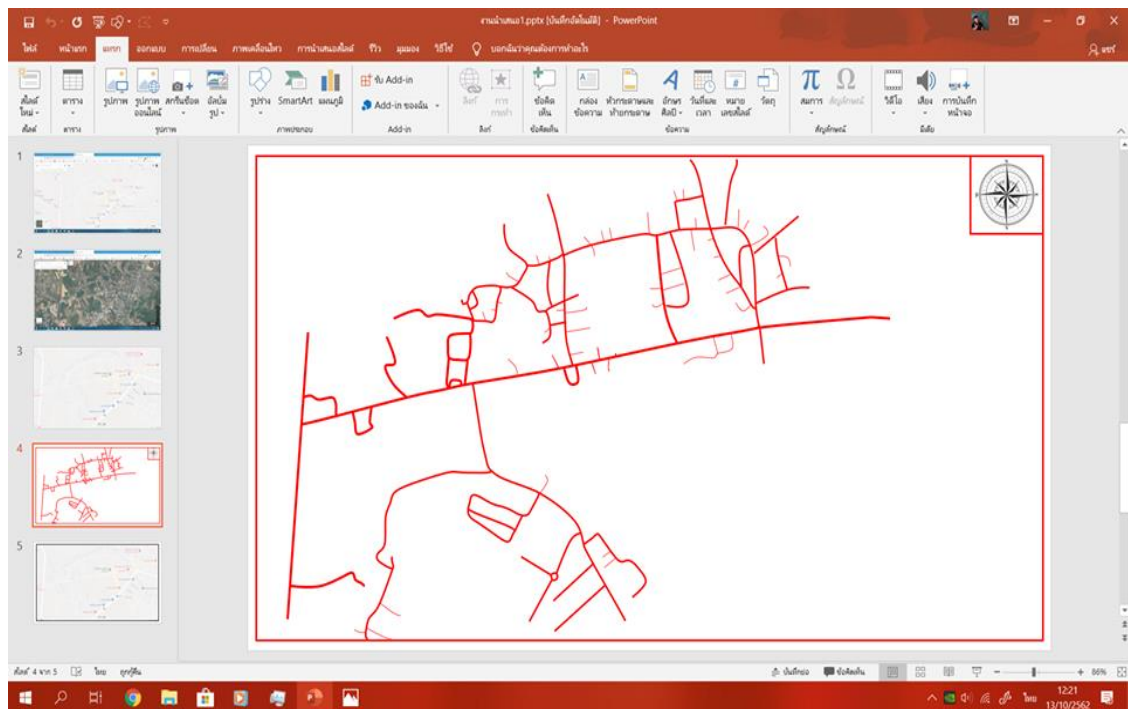 งานนำเสนอ1.pptx [บันทึกอัตโนมัติ] - PowerPoint
ไฟล์ หน้าแรก แทรก ออกแบบ การเปลี่ยน ภาพเคลื่อนไหว การนำเสนอสไลด์ รีวิว มุมมอง วิธีใช้ บอกฉันว่าคุณต้องการทำอะไร แชร์
สไลด์ใหม่ ตาราง รูปภาพ รูปภาพออนไลน์ สกรีนช็อต อัลบั้มรูป รูปร่าง SmartArt แผนภูมิ รับ Add-in Add-in ของฉัน ลิงก์ การกระทำ ข้อคิดเห็น กล่องข้อความ หัวกระดาษและท้ายกระดาษ อักษรศิลป์ วันที่และเวลา หมายเลขสไลด์ วัตถุ สมการ สัญลักษณ์ วิดีโอ เสียง การบันทึกหน้าจอ
สไลด์ ตาราง รูปภาพ ภาพประกอบ Add-in ลิงก์ ข้อคิดเห็น ข้อความ สัญลักษณ์ มีเดีย
1
2
3
4
5
สไลด์ 4 จาก 5 ไทย บันทึกย่อ ข้อคิดเห็น 86%
ไทย 12:21
13/10/2562